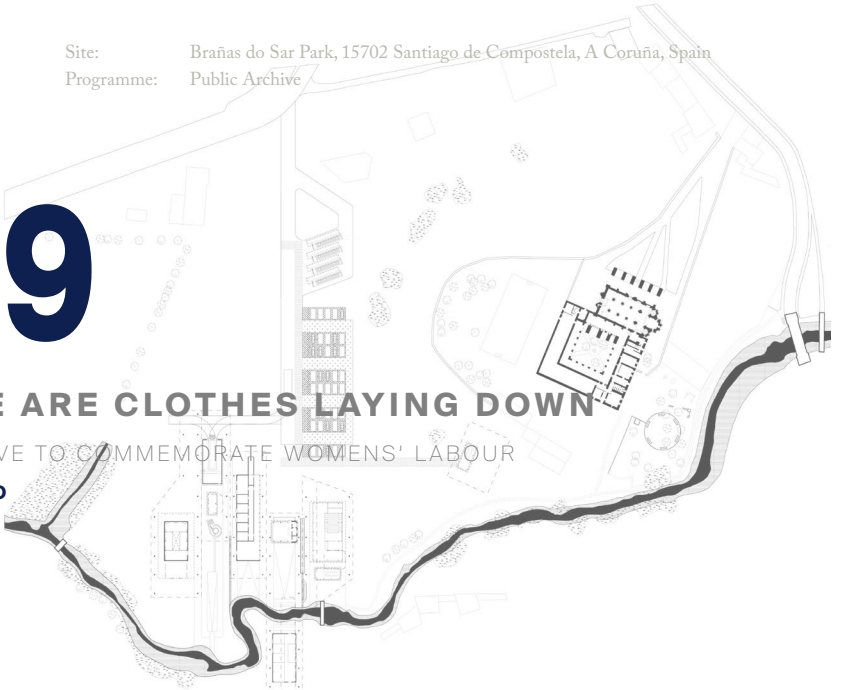 Site: Brañas do Sar Park, 15702 Santiago de Compostela, A Coruña, Spain
Programme: Public Archive
9
ARE CLOTHES LAYING DOWN
TO COMMEMORATE WOMENS' LABOUR